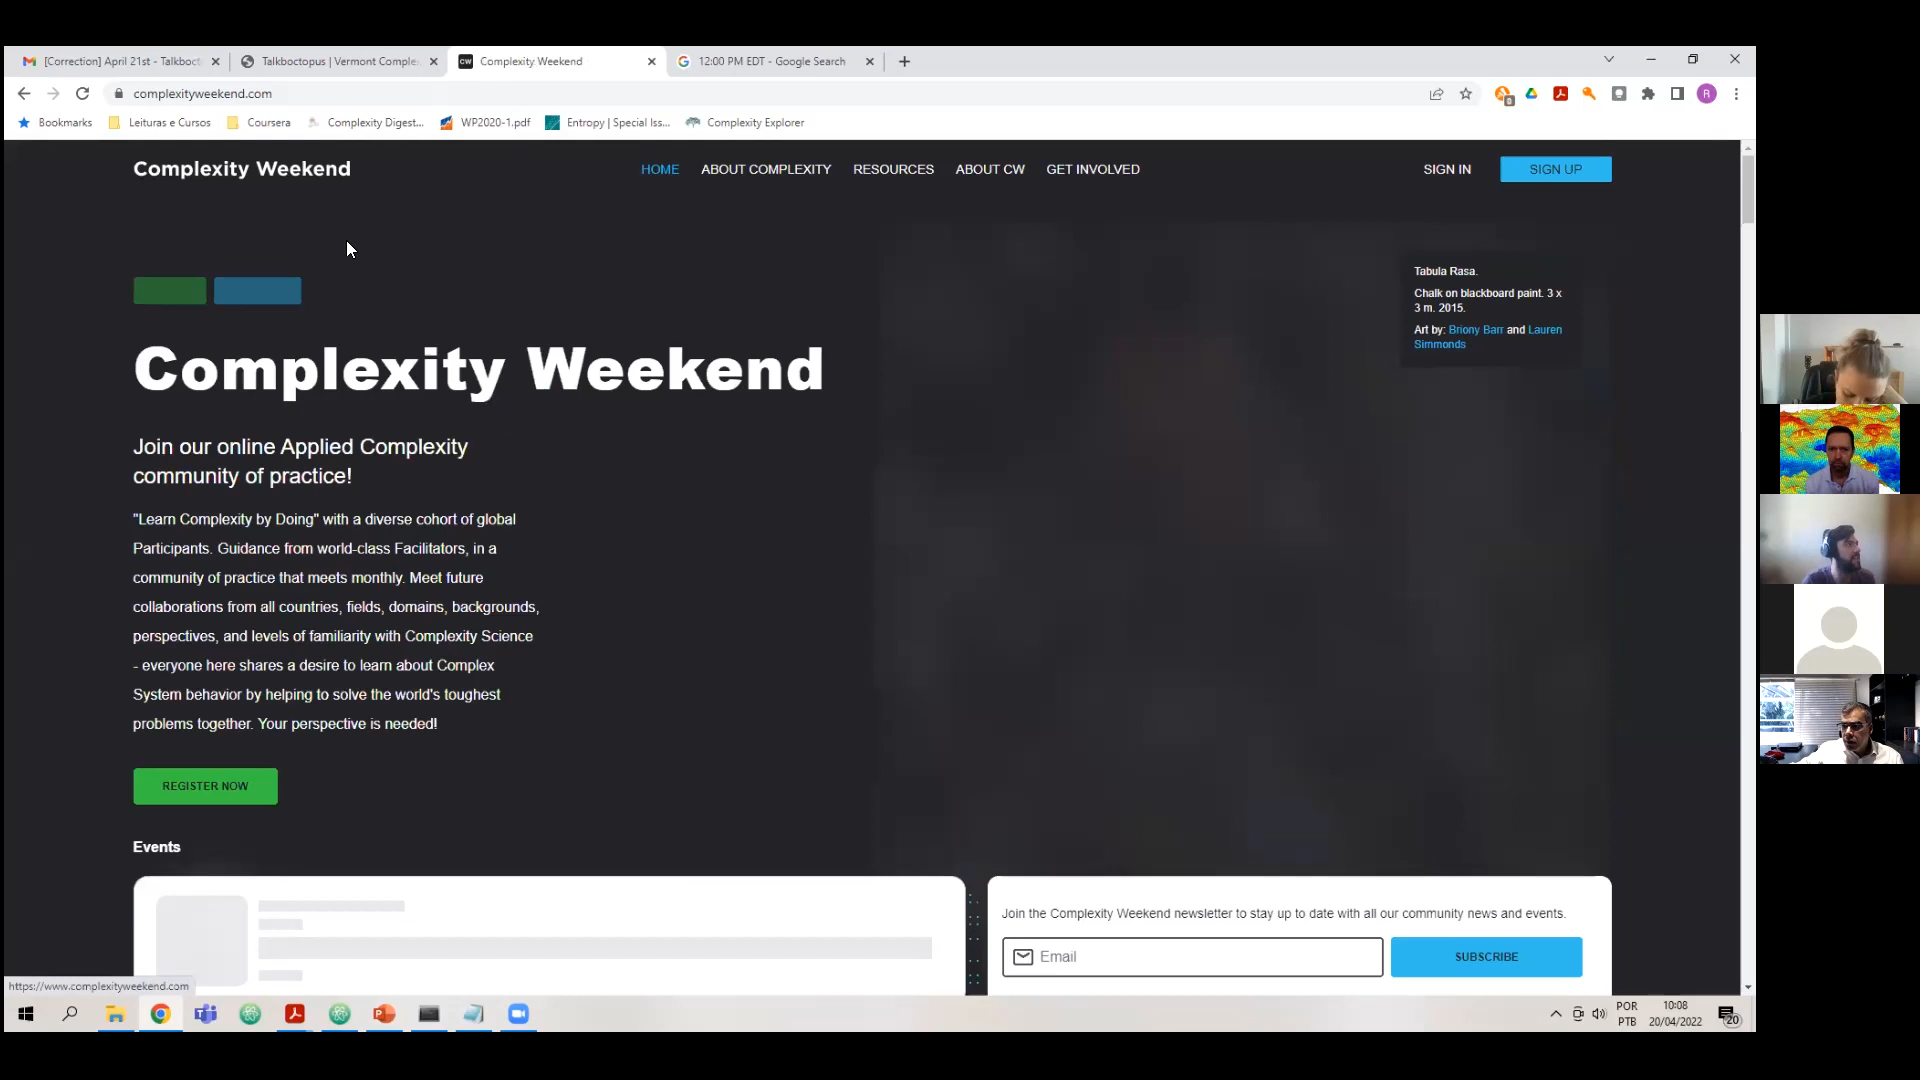 [Correction] April 21st - Talkboct
Talkboctopus | Vermont Comple
Complexity Weekend
12:00 PM EDT - Google Search
complexityweekend.com
Bookmarks
Leituras e Cursos
Coursera
Complexity Digest...
WP2020-1.pdf
Entropy | Special Iss...
Complexity Explorer
Complexity Weekend
HOME
ABOUT COMPLEXITY
RESOURCES
ABOUT CW
GET INVOLVED
SIGN IN
SIGN UP
Tabula Rasa.
Chalk on blackboard paint. 3 x
3 m. 2015.
Art by: Briony Barr and Lauren
Simmonds
Complexity Weekend
Join our online Applied Complexity
community of practice!
"Learn Complexity by Doing" with a diverse cohort of global
Participants. Guidance from world-class Facilitators, in a
community of practice that meets monthly. Meet future
collaborations from all countries, fields, domains, backgrounds,
perspectives, and levels of familiarity with Complexity Science
- everyone here shares a desire to learn about Complex
System behavior by helping to solve the world's toughest
problems together. Your perspective is needed!
REGISTER NOW
Events
Join the Complexity Weekend newsletter to stay up to date with all our community news and events.
Email
SUBSCRIBE
https://www.complexityweekend.com
POR
PTB
10:08
20/04/2022
20